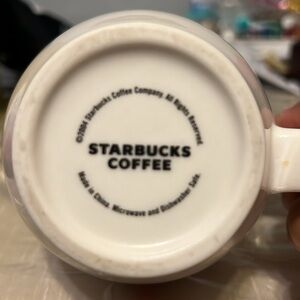 ©2004 Starbucks Coffee Company. All Rights Reserved.
STARBUCKS
COFFEE
Made in China. Microwave and Dishwasher Safe.